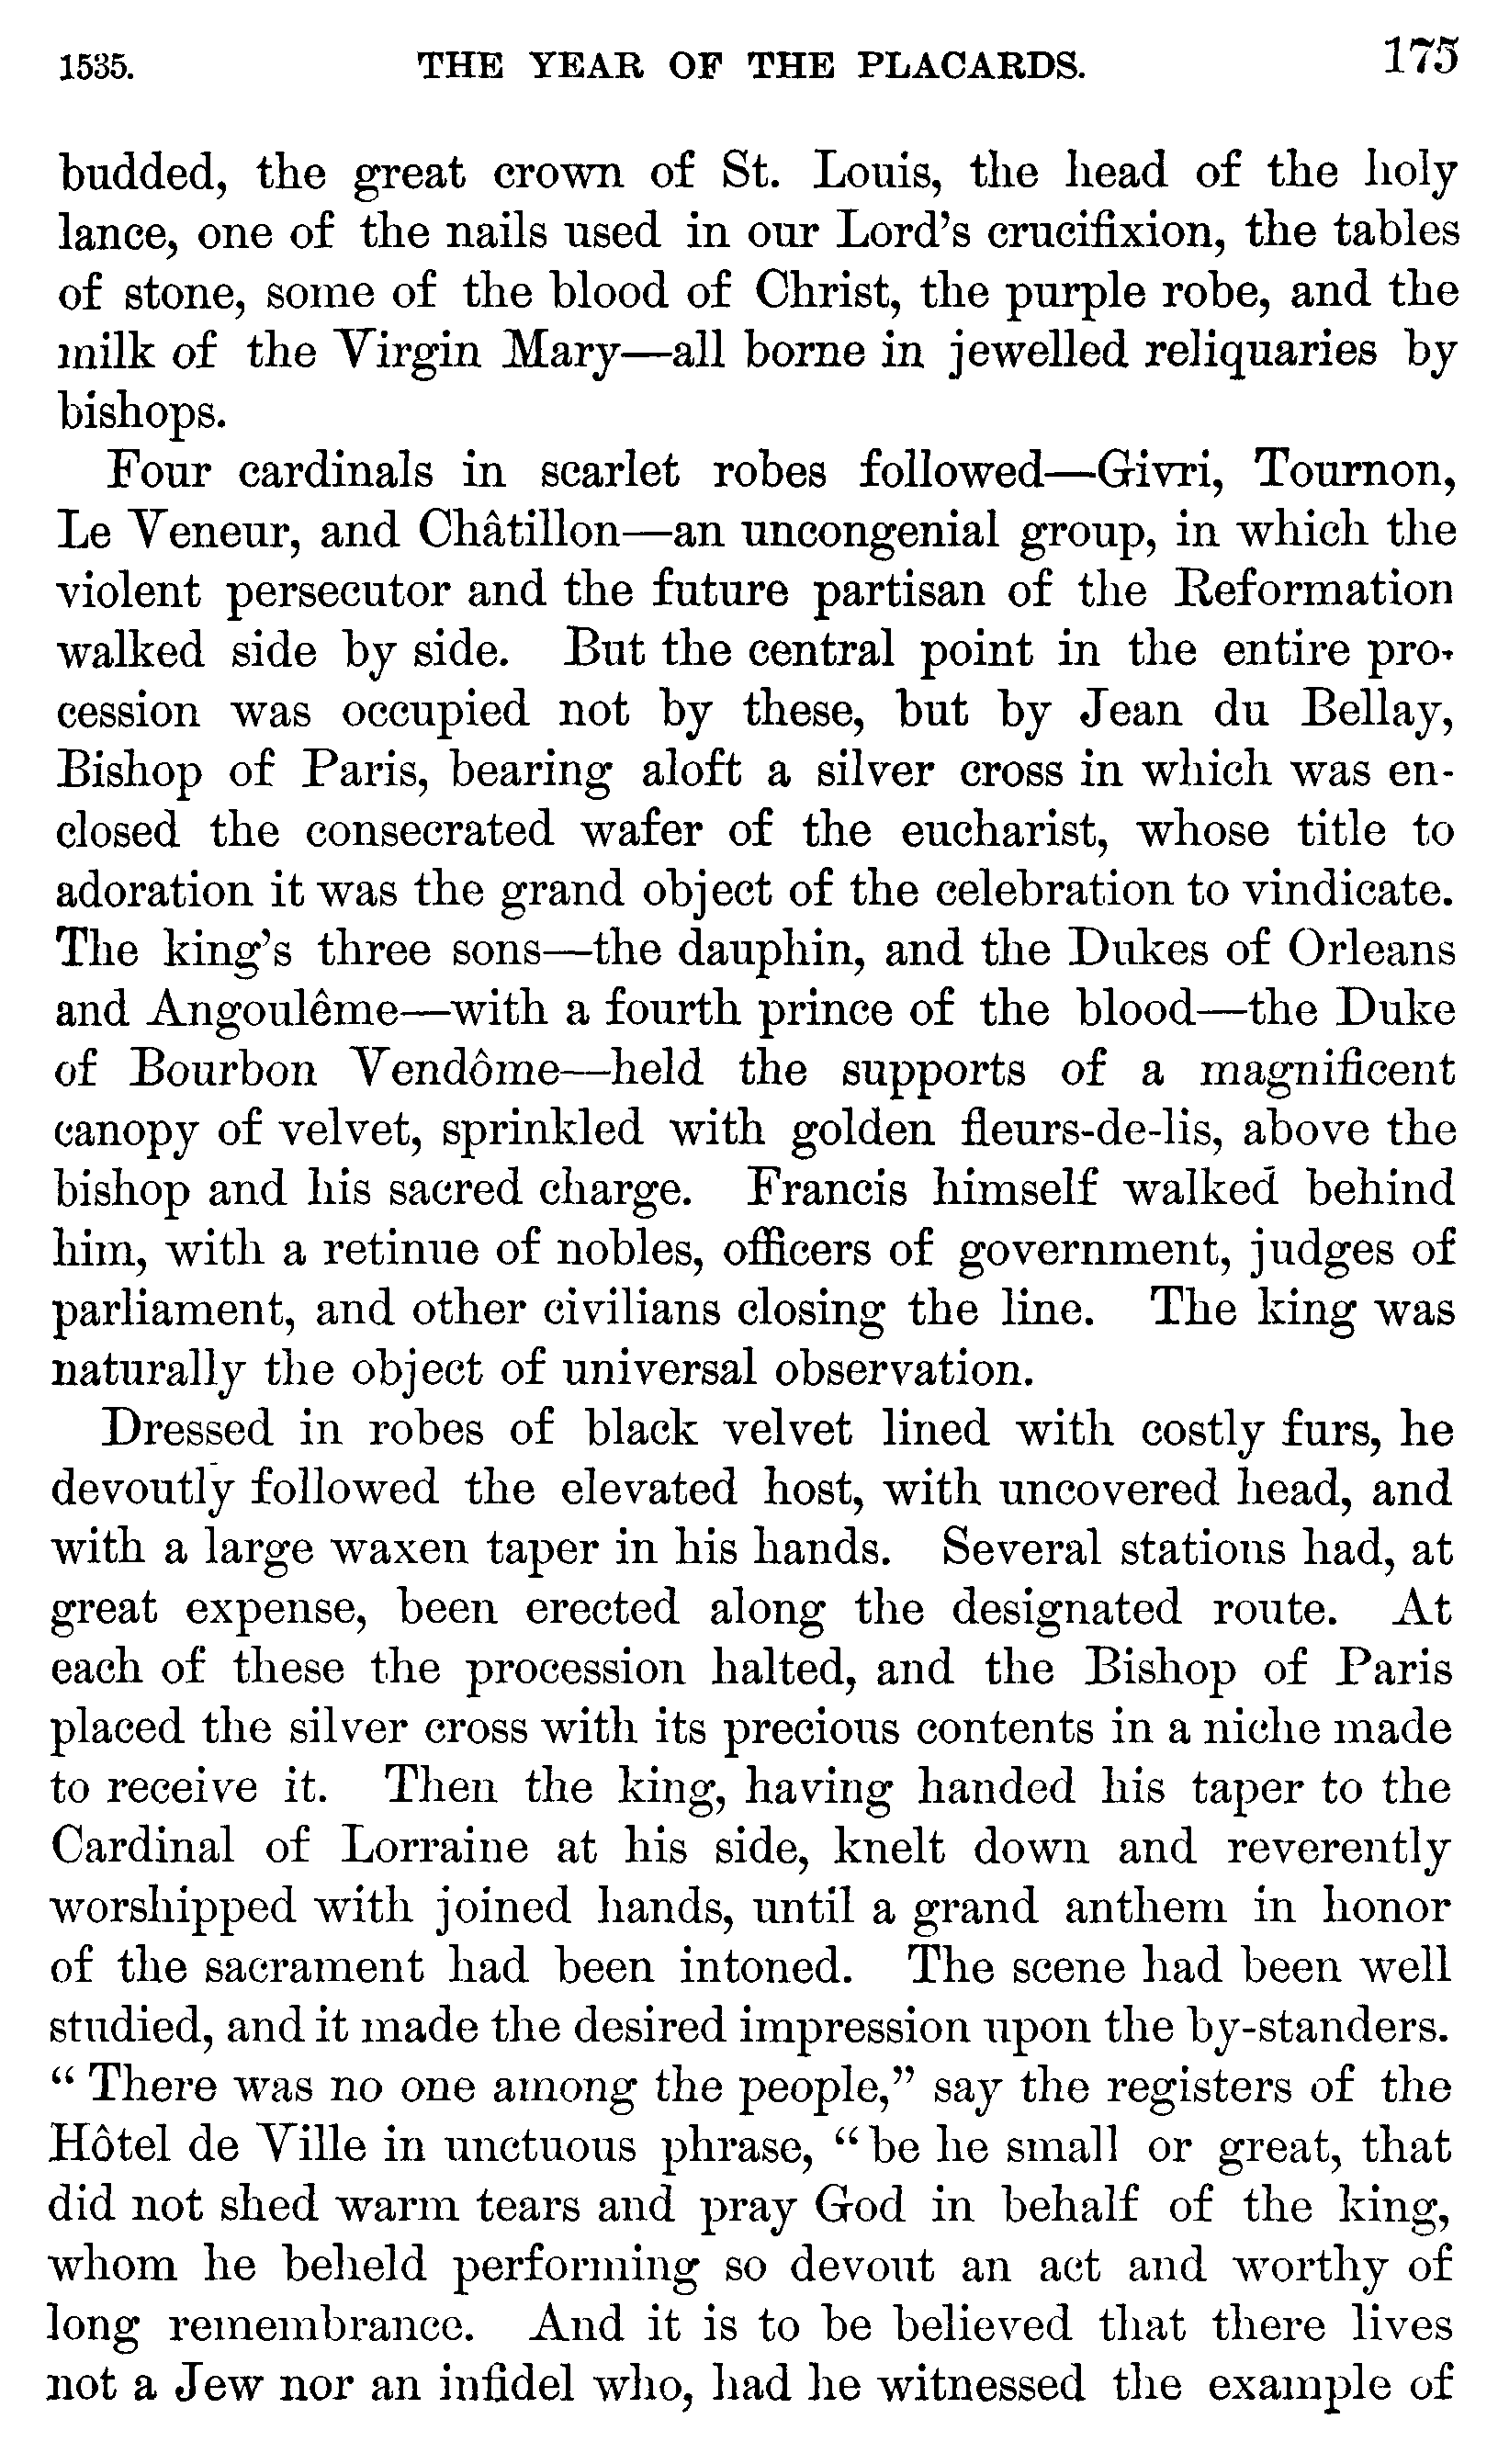 1535. THE YEAR OF THE PLACARDS. 175
budded, the great crown of St. Louis, the head of the holy
lance, one of the nails used in our Lord's crucifixion, the tables
of stone, some of the blood of Christ, the purple robe, and the
milk of the Virgin Mary—all borne in jewelled reliquaries by
bishops.
Four cardinals in scarlet robes followed—Givri, Tournon,
Le Veneur, and Châtillon—an uncongenial group, in which the
violent persecutor and the future partisan of the Reformation
walked side by side. But the central point in the entire pro-
cession was occupied not by these, but by Jean du Bellay,
Bishop of Paris, bearing aloft a silver cross in which was en-
closed the consecrated wafer of the eucharist, whose title to
adoration it was the grand object of the celebration to vindicate.
The king's three sons—the dauphin, and the Dukes of Orleans
and Angoulême—with a fourth prince of the blood—the Duke
of Bourbon Vendôme—held the supports of a magnificent
canopy of velvet, sprinkled with golden fleurs-de-lis, above the
bishop and his sacred charge. Francis himself walked behind
him, with a retinue of nobles, officers of government, judges of
parliament, and other civilians closing the line. The king was
naturally the object of universal observation.
Dressed in robes of black velvet lined with costly furs, he
devoutly followed the elevated host, with uncovered head, and
with a large waxen taper in his hands. Several stations had, at
great expense, been erected along the designated route. At
each of these the procession halted, and the Bishop of Paris
placed the silver cross with its precious contents in a niche made
to receive it. Then the king, having handed his taper to the
Cardinal of Lorraine at his side, knelt down and reverently
worshipped with joined hands, until a grand anthem in honor
of the sacrament had been intoned. The scene had been well
studied, and it made the desired impression upon the by-standers.
"There was no one among the people," say the registers of the
Hôtel de Ville in unctuous phrase, "be he small or great, that
did not shed warm tears and pray God in behalf of the king,
whom he beheld performing so devout an act and worthy of
long remembrance. And it is to be believed that there lives
not a Jew nor an infidel who, had he witnessed the example of